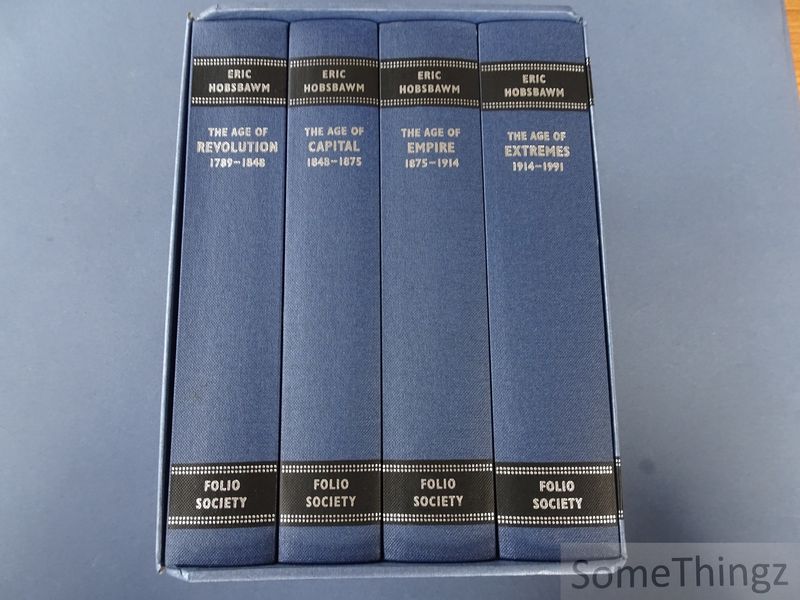 ERIC
HOBSBAWM
THE AGE OF
REVOLUTION
1789–1848
FOLIO
SOCIETY
ERIC
HOBSBAWM
THE AGE OF
CAPITAL
1848–1875
FOLIO
SOCIETY
ERIC
HOBSBAWM
THE AGE OF
EMPIRE
1875–1914
FOLIO
SOCIETY
ERIC
HOBSBAWM
THE AGE OF
EXTREMES
1914–1991
FOLIO
SOCIETY
SomeThingz